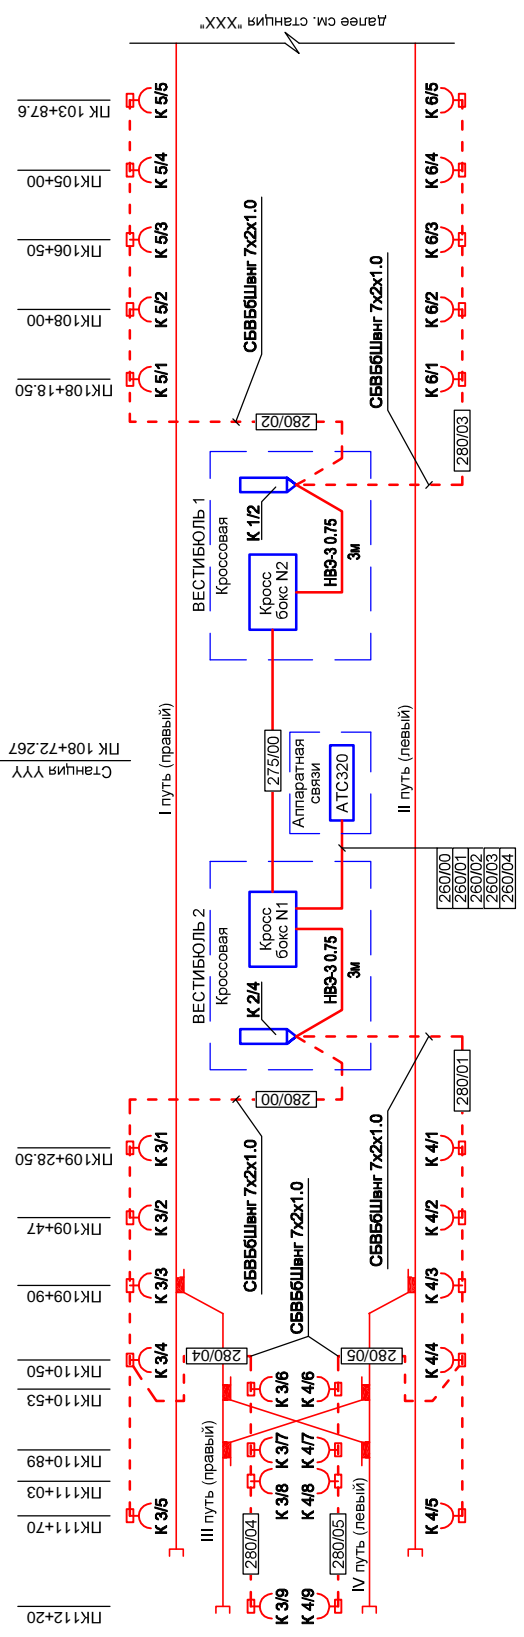 далее см. станция "ХХХ"
ПК 103+87.6
К 5/5
К 6/5
ПК105+00
К 5/4
К 6/4
ПК106+50
К 5/3
К 6/3
ПК108+00
К 5/2
К 6/2
ПК108+18.50
К 5/1
К 6/1
СБВБбШвнг 7х2х1.0
СБВБбШвнг 7х2х1.0
280/02
280/03
ВЕСТИБЮЛЬ 1
Кроссовая
К 1/2
Кросс
бокс N2
НВЭ-3 0.75
3м
Станция YYY
ПК 108+72.267
I путь (правый)
II путь (левый)
275/00
Аппаратная
связи
АТС320
260/00
260/01
260/02
260/03
260/04
ВЕСТИБЮЛЬ 2
Кроссовая
К 2/4
Кросс
бокс N1
НВЭ-3 0.75
3м
280/00
280/01
СБВБбШвнг 7х2х1.0
СБВБбШвнг 7х2х1.0
СБВБбШвнг 7х2х1.0
ПК109+28.50
К 3/1
К 4/1
ПК109+47
К 3/2
К 4/2
ПК109+90
К 3/3
К 4/3
ПК110+50
К 3/4
К 4/4
280/04
280/05
ПК110+53
К 3/6
К 4/6
ПК110+89
К 3/7
К 4/7
ПК111+03
К 3/8
К 4/8
ПК111+70
К 3/5
К 4/5
III путь (правый)
IV путь (левый)
280/04
280/05
ПК112+20
К 3/9
К 4/9